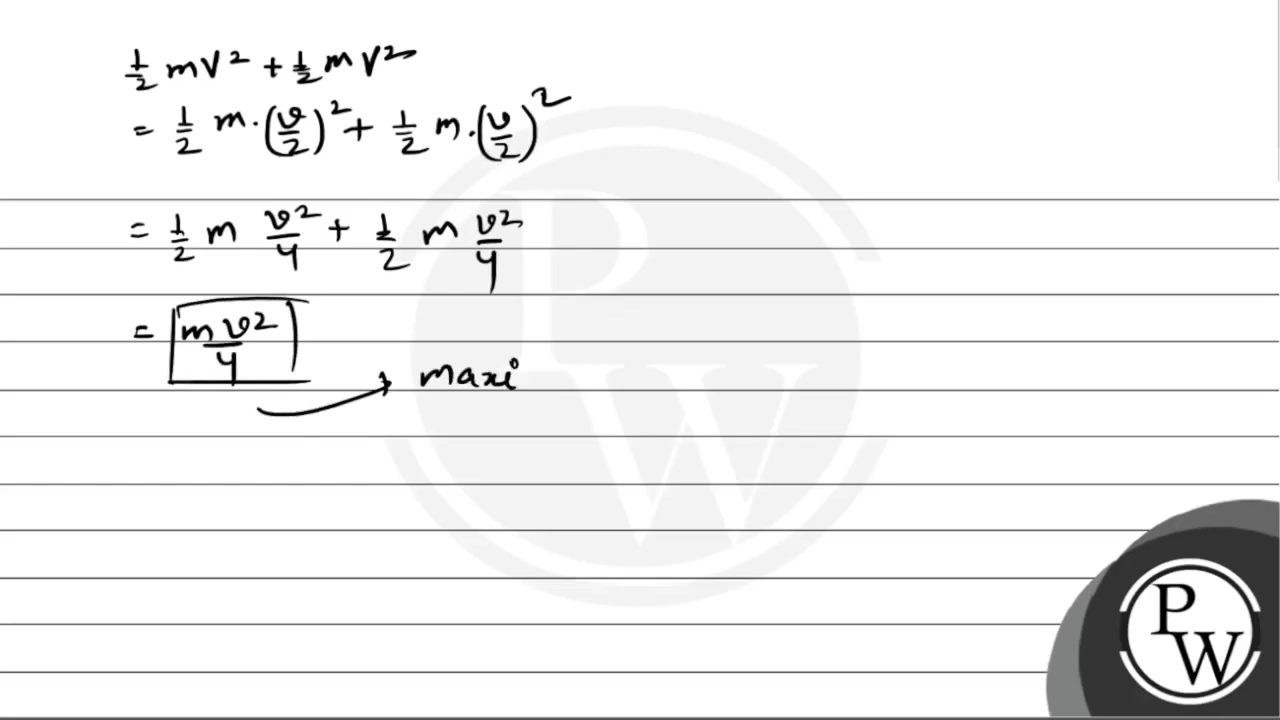 ½ mV² + ½ mV²
= ½ m·(v/2)² + ½ m·(v/2)²
= ½ m v²/4 + ½ m v²/4
= mv²/4
maxi
PW
PW